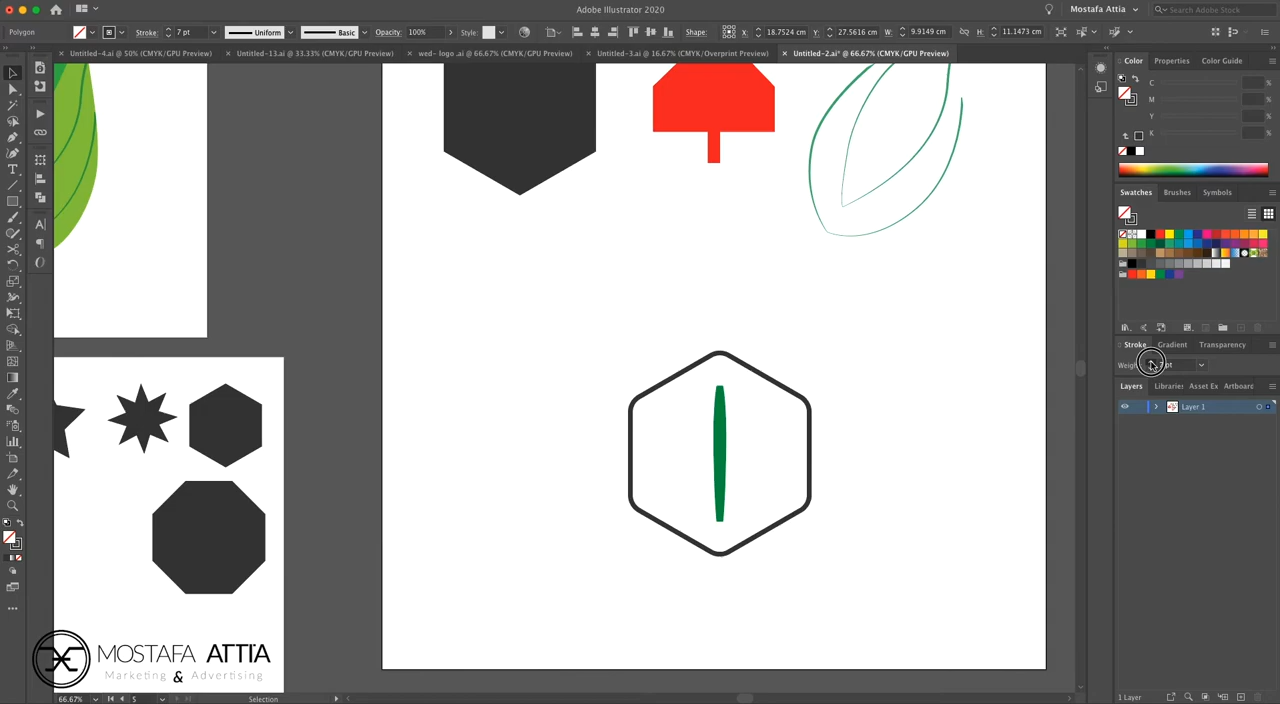 Adobe Illustrator 2020
Mostafa Attia
Search Adobe Stock
Polygon
Stroke: 7 pt Uniform Basic Opacity: 100% Style: Shape: X: 18.7524 cm Y: 27.5616 cm W: 9.9149 cm H: 11.1473 cm
Untitled-4.ai @ 50% (CMYK/GPU Preview)
Untitled-13.ai @ 33.33% (CMYK/GPU Preview)
wed- logo .ai @ 66.67% (CMYK/GPU Preview)
Untitled-3.ai @ 16.67% (CMYK/Overprint Preview)
Untitled-2.ai* @ 66.67% (CMYK/GPU Preview)
Color Properties Color Guide
C %
M %
Y %
K %
Swatches Brushes Symbols
Stroke Gradient Transparency
pt
Layers Libraries Asset Ex Artboard
Layer 1
MOSTAFA ATTIA
Marketing & Advertising
66.67% 5 Selection
1 Layer